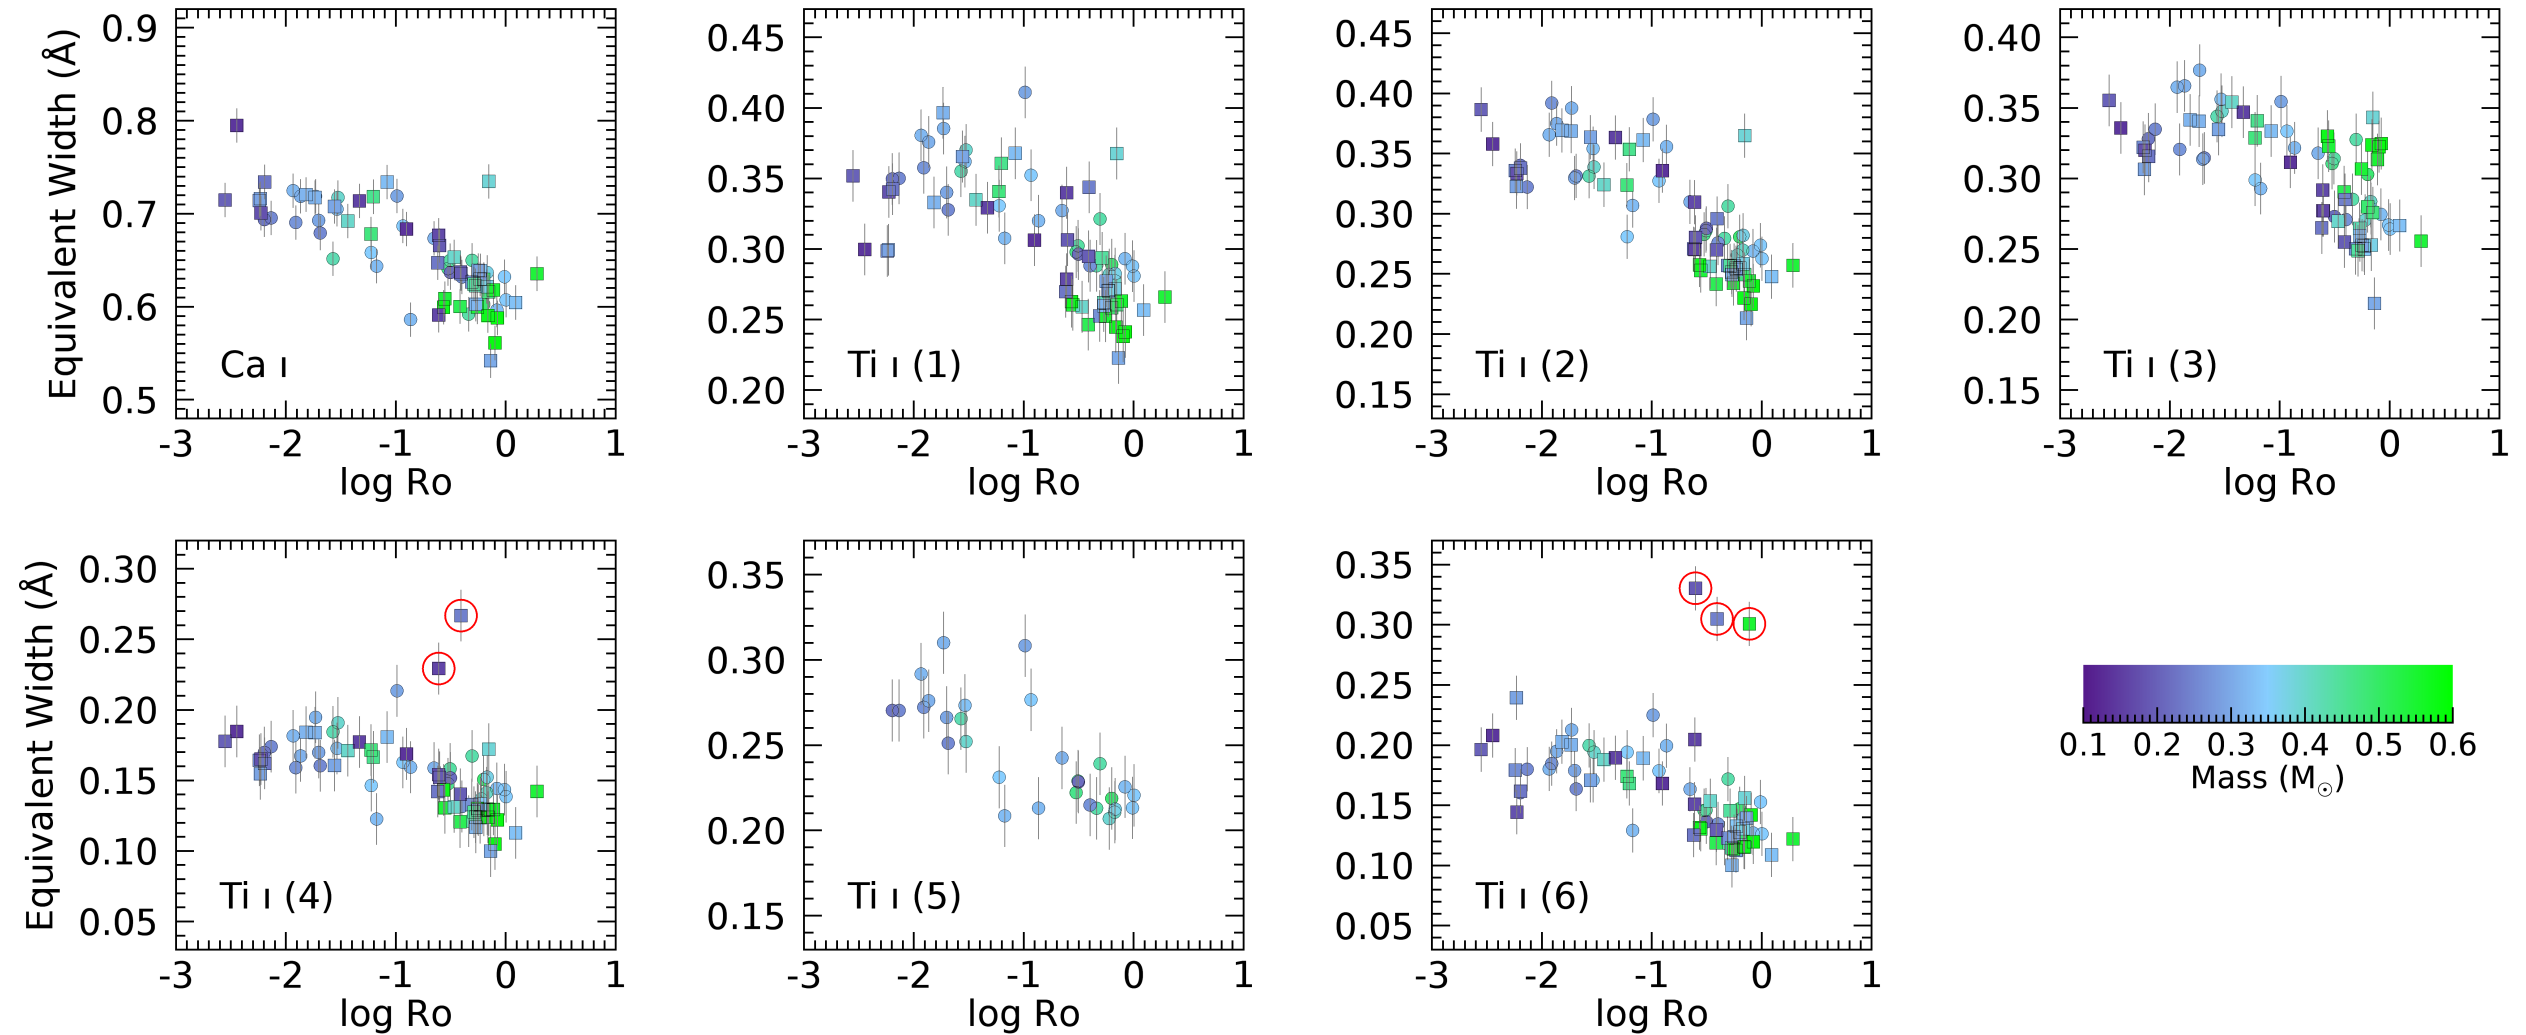 Equivalent Width (Å)
0.9
0.8
0.7
0.6
0.5
Ca ı
-3 -2 -1 0 1
log Ro
0.45
0.40
0.35
0.30
0.25
0.20
Ti ı (1)
-3 -2 -1 0 1
log Ro
0.45
0.40
0.35
0.30
0.25
0.20
0.15
Ti ı (2)
-3 -2 -1 0 1
log Ro
0.40
0.35
0.30
0.25
0.20
0.15
Ti ı (3)
-3 -2 -1 0 1
log Ro
Equivalent Width (Å)
0.30
0.25
0.20
0.15
0.10
0.05
Ti ı (4)
-3 -2 -1 0 1
log Ro
0.35
0.30
0.25
0.20
0.15
Ti ı (5)
-3 -2 -1 0 1
log Ro
0.35
0.30
0.25
0.20
0.15
0.10
0.05
Ti ı (6)
-3 -2 -1 0 1
log Ro
0.1 0.2 0.3 0.4 0.5 0.6
Mass (M☉)